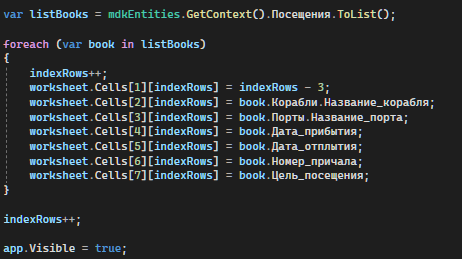 var listBooks = mdkEntities.GetContext().Посещения.ToList();
foreach (var book in listBooks)
{
indexRows++;
worksheet.Cells[1][indexRows] = indexRows - 3;
worksheet.Cells[2][indexRows] = book.Корабли.Название_корабля;
worksheet.Cells[3][indexRows] = book.Порты.Название_порта;
worksheet.Cells[4][indexRows] = book.Дата_прибытия;
worksheet.Cells[5][indexRows] = book.Дата_отплытия;
worksheet.Cells[6][indexRows] = book.Номер_причала;
worksheet.Cells[7][indexRows] = book.Цель_посещения;
}
indexRows++;
app.Visible = true;